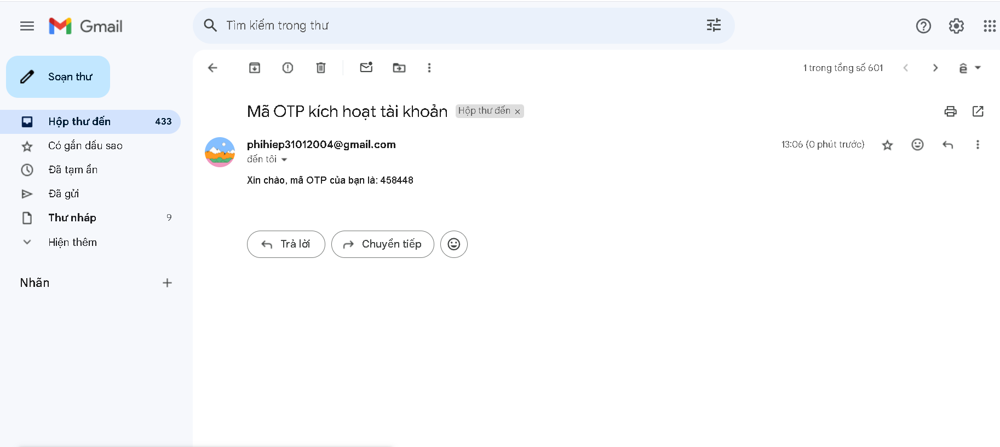 Gmail
Tìm kiếm trong thư
Soạn thư
1 trong tổng số 601
Mã OTP kích hoạt tài khoản
Hộp thư đến
Hộp thư đến 433
Có gắn dấu sao
Đã tạm ẩn
Đã gửi
Thư nháp 9
Hiện thêm
Nhãn
phihiep31012004@gmail.com
13:06 (0 phút trước)
đến tôi
Xin chào, mã OTP của bạn là: 458448
Trả lời
Chuyển tiếp